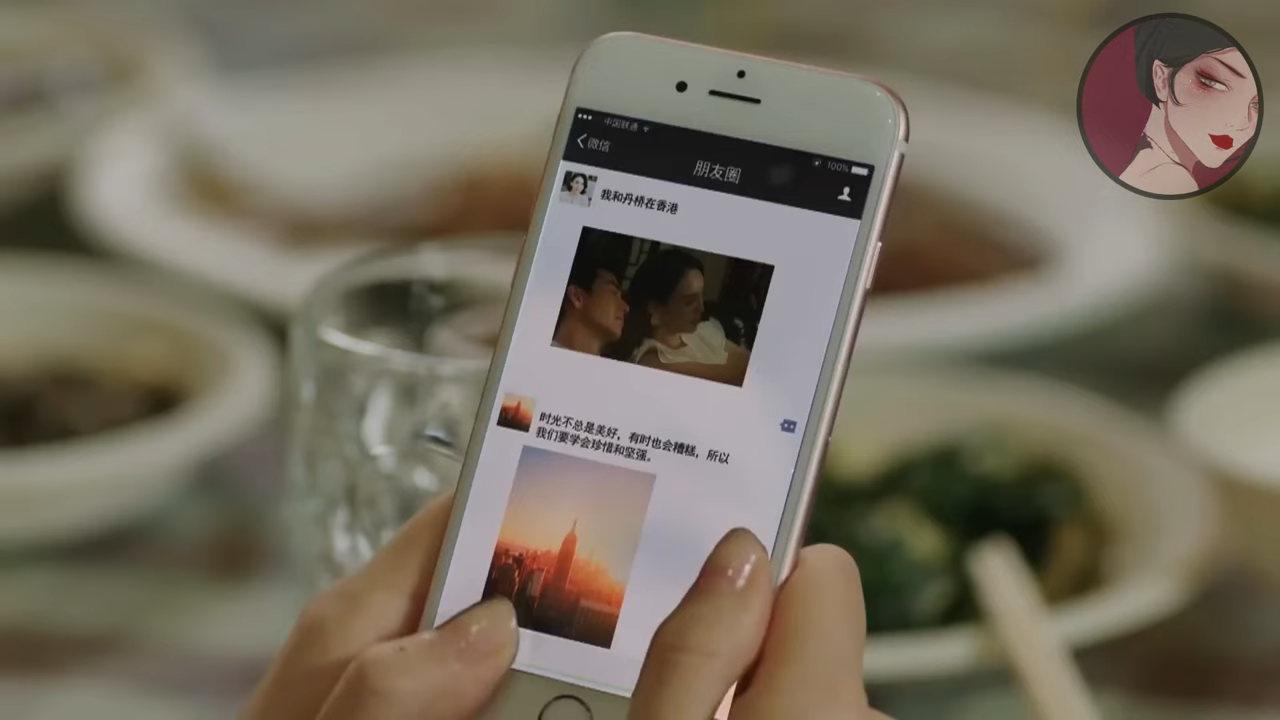 中国联通
100%
微信
朋友圈
我和丹桥在香港
时光不总是美好，有时也会糟糕，所以
我们要学会珍惜和坚强。